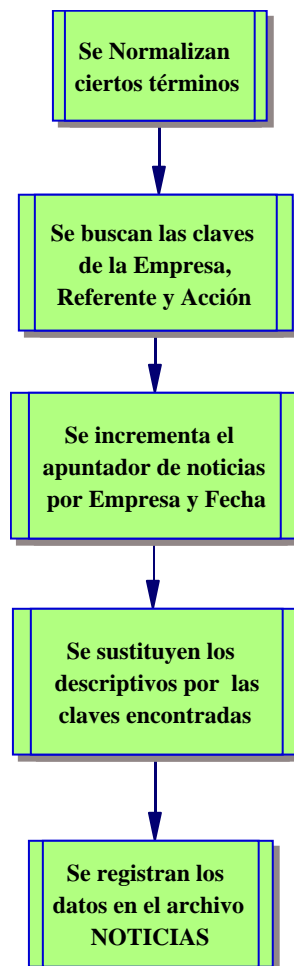 Se Normalizan
ciertos términos
Se buscan las claves
de la Empresa,
Referente y Acción
Se incrementa el
apuntador de noticias
por Empresa y Fecha
Se sustituyen los
descriptivos por las
claves encontradas
Se registran los
datos en el archivo
NOTICIAS